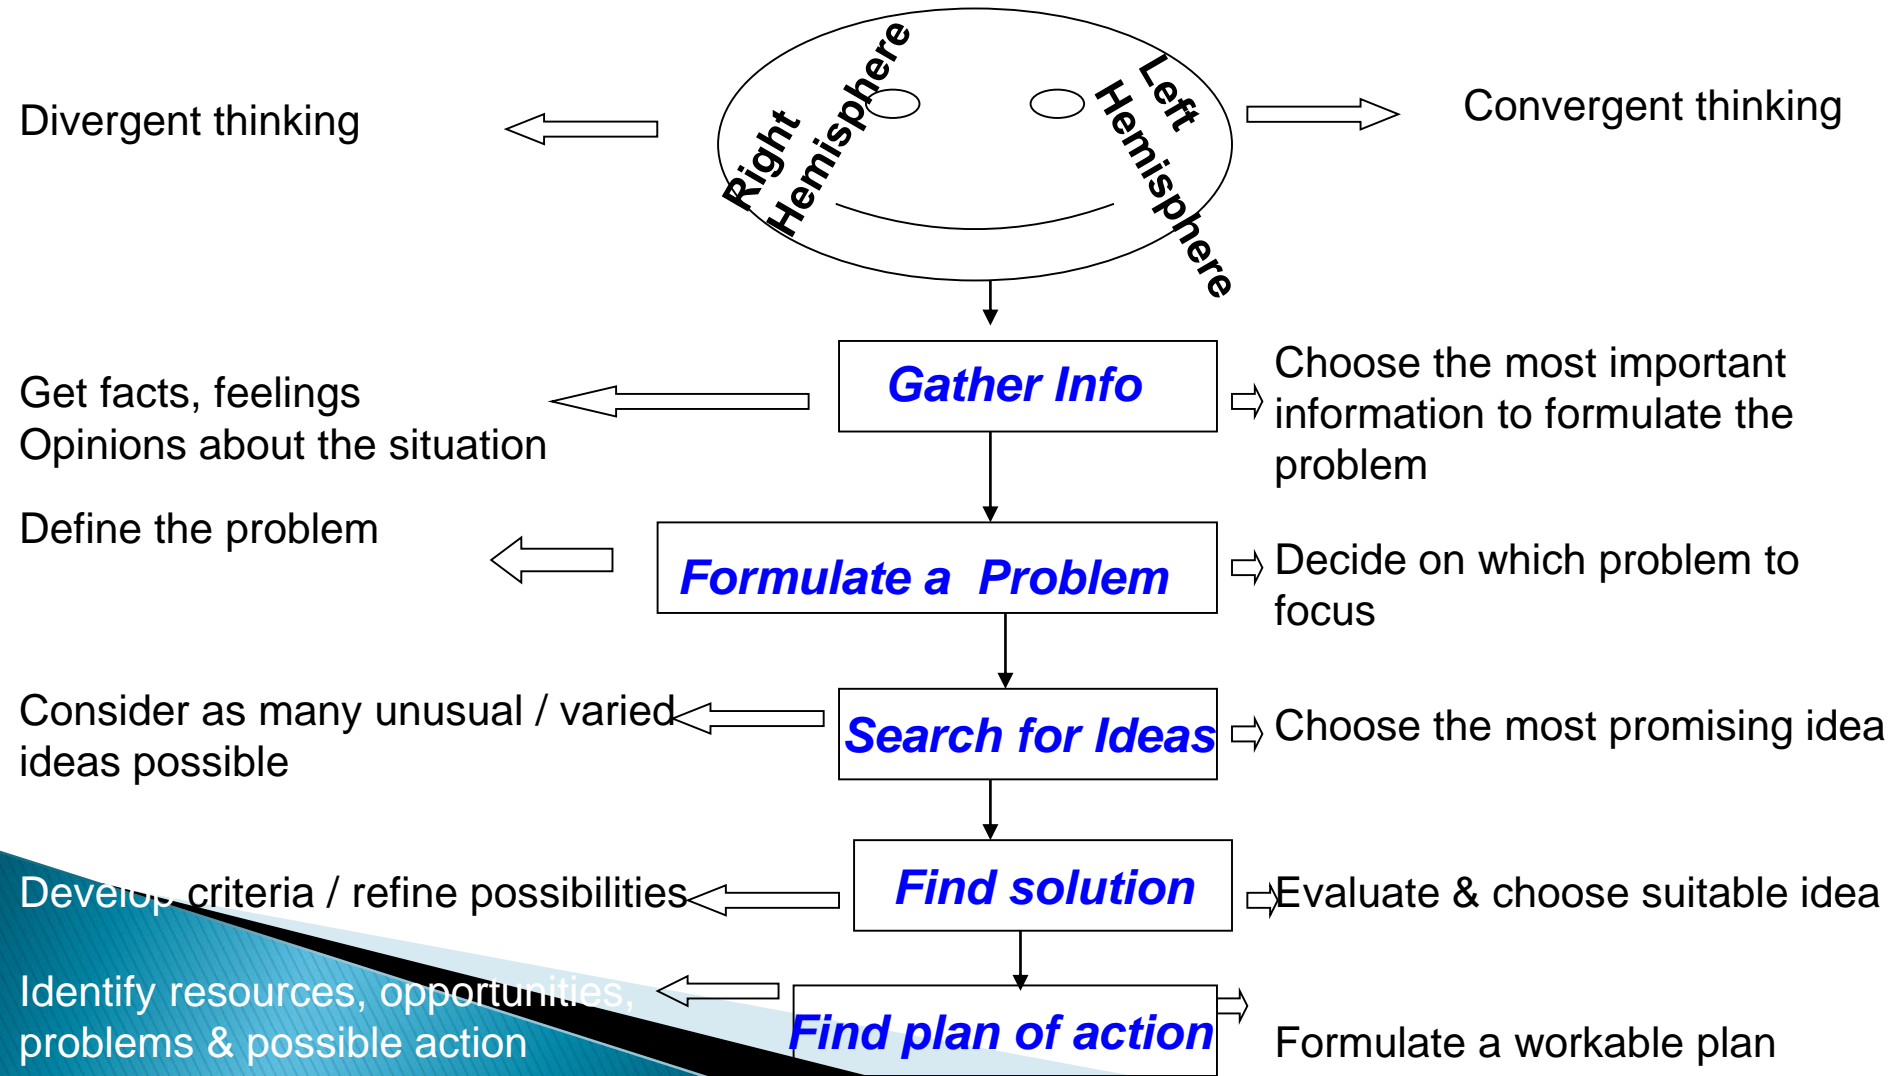 Divergent thinking
Right
Hemisphere
Left
Hemisphere
Convergent thinking
Get facts, feelings
Opinions about the situation
Gather Info
Choose the most important
information to formulate the
problem
Define the problem
Formulate a  Problem
Decide on which problem to
focus
Consider as many unusual / varied
ideas possible
Search for Ideas
Choose the most promising idea
Develop criteria / refine possibilities
Find solution
Evaluate & choose suitable idea
Identify resources, opportunities,
problems & possible action
Find plan of action
Formulate a workable plan